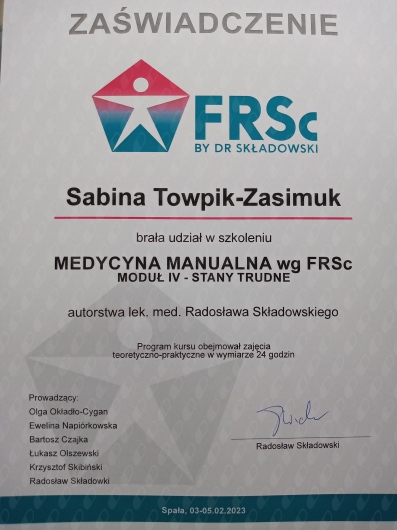 ZAŚWIADCZENIE
FRSc
BY DR SKŁADOWSKI
Sabina Towpik-Zasimuk
brała udział w szkoleniu
MEDYCYNA MANUALNA wg FRSc
MODUŁ IV - STANY TRUDNE
autorstwa lek. med. Radosława Składowskiego
Program kursu obejmował zajęcia
teoretyczno-praktyczne w wymiarze 24 godzin
Prowadzący:
Olga Okładło-Cygan
Ewelina Napiórkowska
Bartosz Czajka
Łukasz Olszewski
Krzysztof Skibiński
Radosław Składowki
Radosław Składowski
Spała, 03-05.02.2023